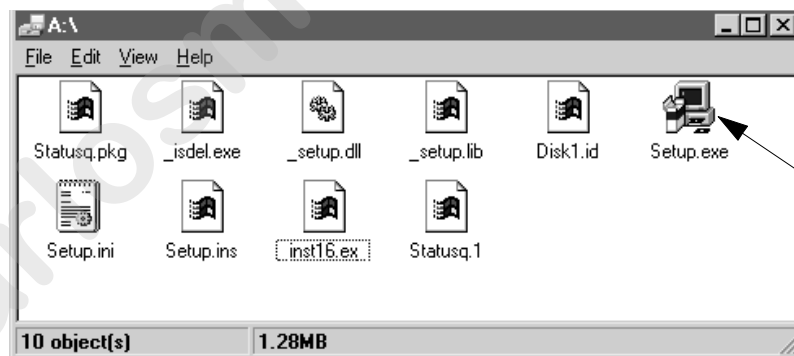 A:\
File Edit View Help
Statusq.pkg _isdel.exe _setup.dll _setup.lib Disk1.id Setup.exe
Setup.ini Setup.ins _inst16.ex_ Statusq.1
10 object(s) 1.28MB